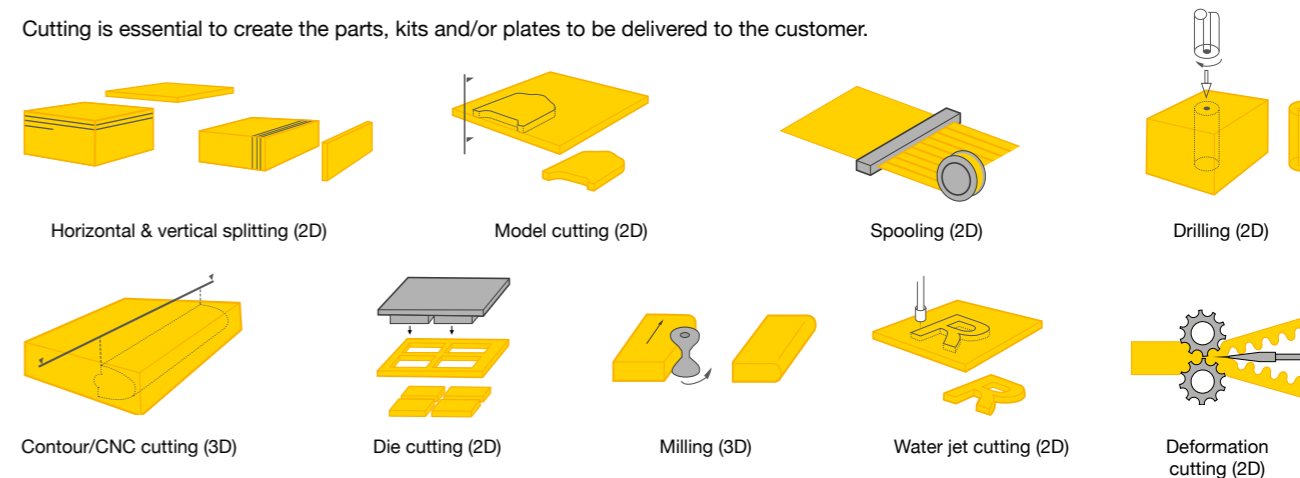 Cutting is essential to create the parts, kits and/or plates to be delivered to the customer.
Horizontal & vertical splitting (2D)
Model cutting (2D)
Spooling (2D)
Drilling (2D)
Contour/CNC cutting (3D)
Die cutting (2D)
Milling (3D)
Water jet cutting (2D)
Deformation
cutting (2D)
R
R